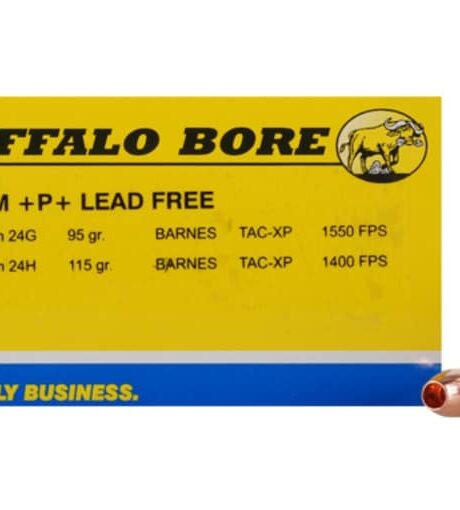 FFALO BORE
M +P+ LEAD FREE
24G 95 gr. BARNES TAC-XP 1550 FPS
24H 115 gr. BARNES TAC-XP 1400 FPS
LY BUSINESS.